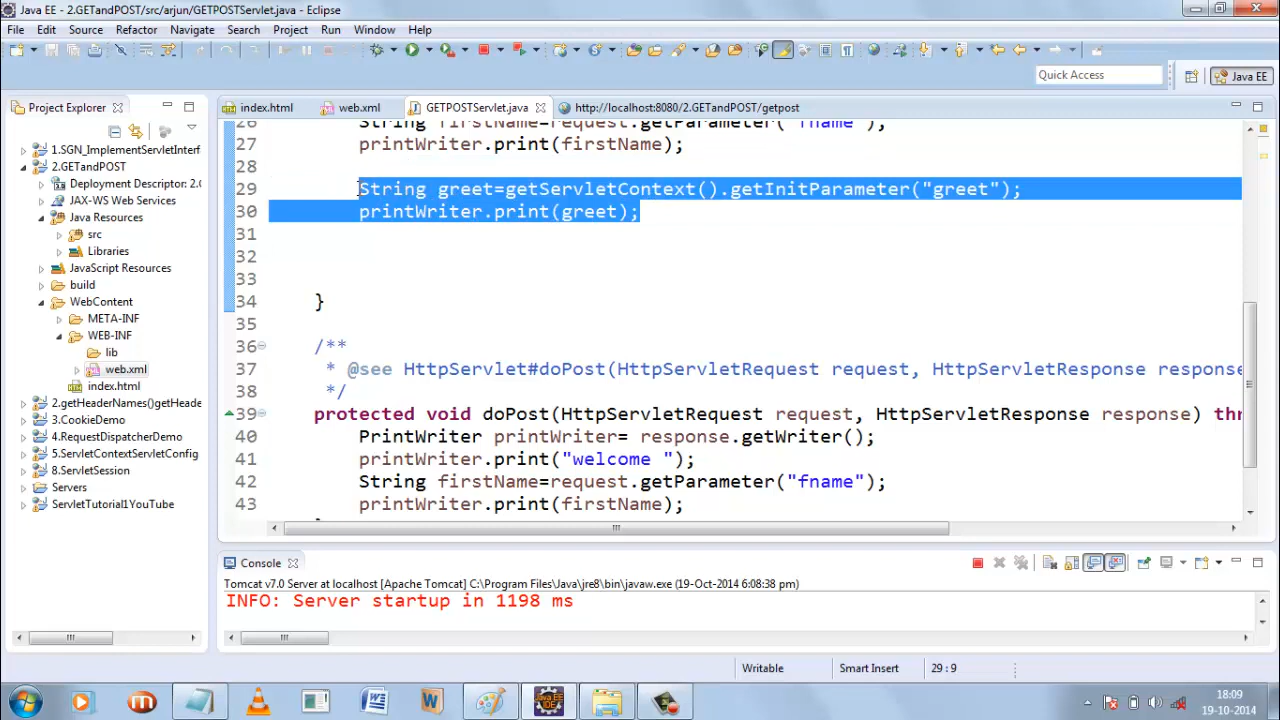 Java EE - 2.GETandPOST/src/arjun/GETPOSTServlet.java - Eclipse
File Edit Source Refactor Navigate Search Project Run Window Help
Quick Access
Java EE
Project Explorer
index.html
web.xml
GETPOSTServlet.java
http://localhost:8080/2.GETandPOST/getpost
1.SGN_ImplementServletInterf
2.GETandPOST
Deployment Descriptor: 2.G
JAX-WS Web Services
Java Resources
src
Libraries
JavaScript Resources
build
WebContent
META-INF
WEB-INF
lib
web.xml
index.html
2.getHeaderNames()getHeade
3.CookieDemo
4.RequestDispatcherDemo
5.ServletContextServletConfig
8.ServletSession
Servers
ServletTutorial1YouTube
26 String firstName=request.getParameter("fname");
27 printWriter.print(firstName);
28
29 String greet=getServletContext().getInitParameter("greet");
30 printWriter.print(greet);
31
32
33
34 }
35
36 /**
37 * @see HttpServlet#doPost(HttpServletRequest request, HttpServletResponse response
38 */
39 protected void doPost(HttpServletRequest request, HttpServletResponse response) thr
40 PrintWriter printWriter= response.getWriter();
41 printWriter.print("welcome ");
42 String firstName=request.getParameter("fname");
43 printWriter.print(firstName);
Console
Tomcat v7.0 Server at localhost [Apache Tomcat] C:\Program Files\Java\jre8\bin\javaw.exe (19-Oct-2014 6:08:38 pm)
INFO: Server startup in 1198 ms
Writable
Smart Insert
29 : 9
18:09
19-10-2014